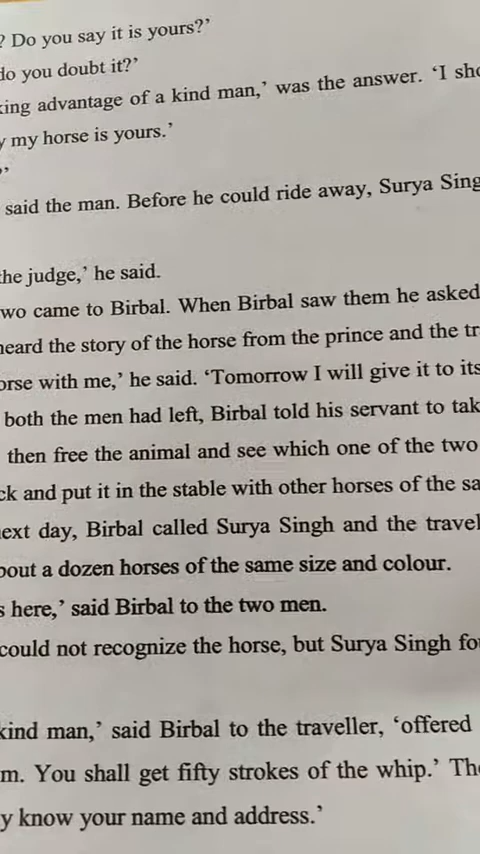 ? Do you say it is yours?’
do you doubt it?’
king advantage of a kind man,’ was the answer. ‘I sho
my horse is yours.’
?’
said the man. Before he could ride away, Surya Sing
the judge,’ he said.
two came to Birbal. When Birbal saw them he asked
heard the story of the horse from the prince and the tr
orse with me,’ he said. ‘Tomorrow I will give it to its
both the men had left, Birbal told his servant to tak
then free the animal and see which one of the two
ck and put it in the stable with other horses of the sa
next day, Birbal called Surya Singh and the travel
bout a dozen horses of the same size and colour.
s here,’ said Birbal to the two men.
could not recognize the horse, but Surya Singh fo
kind man,’ said Birbal to the traveller, ‘offered
m. You shall get fifty strokes of the whip.’ The
y know your name and address.’